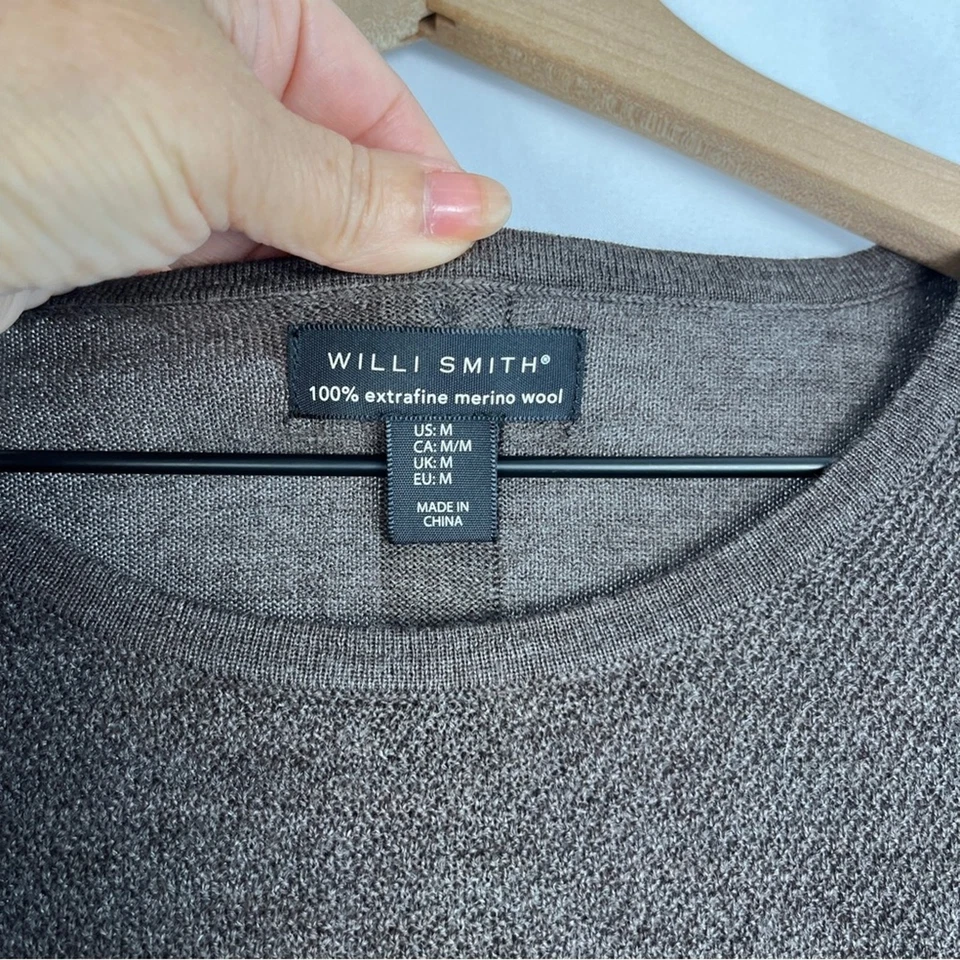 WILLI SMITH®
100% extrafine merino wool
US: M
CA: M/M
UK: M
EU: M
MADE IN
CHINA